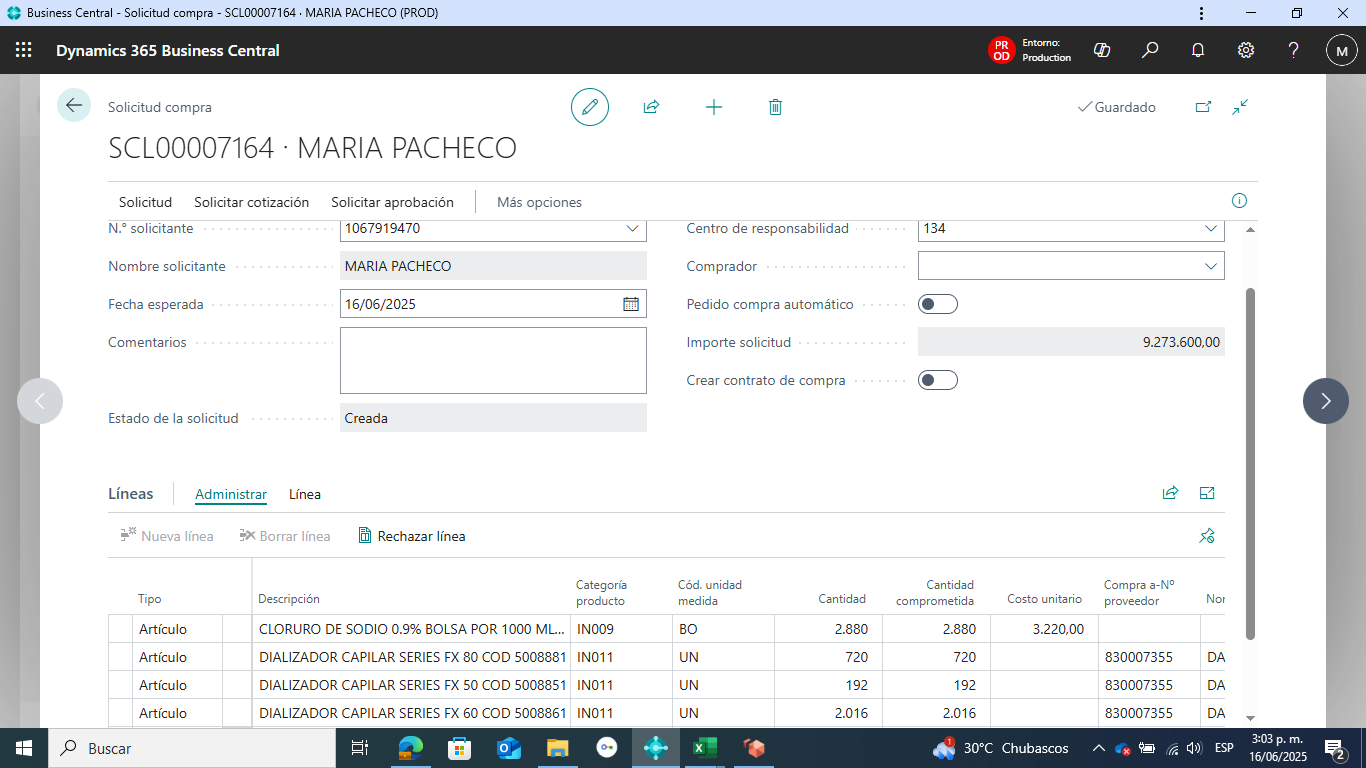 Business Central - Solicitud compra - SCL00007164 · MARIA PACHECO (PROD)
Dynamics 365 Business Central
PR
OD
Entorno:
Production
M
Solicitud compra
Guardado
SCL00007164 · MARIA PACHECO
Solicitud Solicitar cotización Solicitar aprobación Más opciones
N.° solicitante 1067919470 Centro de responsabilidad 134
Nombre solicitante MARIA PACHECO Comprador
Fecha esperada 16/06/2025 Pedido compra automático
Comentarios Importe solicitud 9.273.600,00
Crear contrato de compra
Estado de la solicitud Creada
Líneas Administrar Línea
Nueva línea Borrar línea Rechazar línea
Tipo Descripción Categoría producto Cód. unidad medida Cantidad Cantidad comprometida Costo unitario Compra a-Nº proveedor Nor
Artículo CLORURO DE SODIO 0.9% BOLSA POR 1000 ML... IN009 BO 2.880 2.880 3.220,00
Artículo DIALIZADOR CAPILAR SERIES FX 80 COD 5008881 IN011 UN 720 720 830007355 DA
Artículo DIALIZADOR CAPILAR SERIES FX 50 COD 5008851 IN011 UN 192 192 830007355 DA
Artículo DIALIZADOR CAPILAR SERIES FX 60 COD 5008861 IN011 UN 2.016 2.016 830007355 DA
Buscar
1
30°C Chubascos
ESP
3:03 p. m.
16/06/2025
2